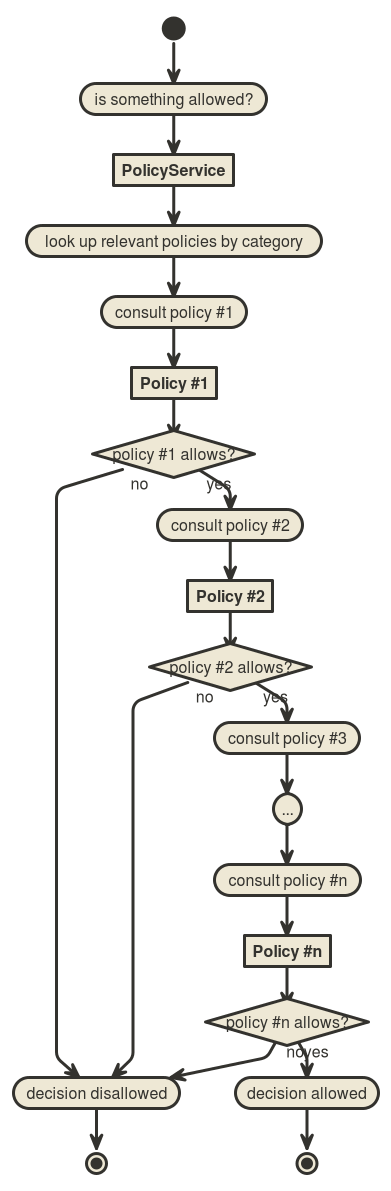 is something allowed?
PolicyService
look up relevant policies by category
consult policy #1
Policy #1
policy #1 allows?
no
yes
consult policy #2
Policy #2
policy #2 allows?
no
yes
consult policy #3
...
consult policy #n
Policy #n
policy #n allows?
no
yes
decision disallowed
decision allowed